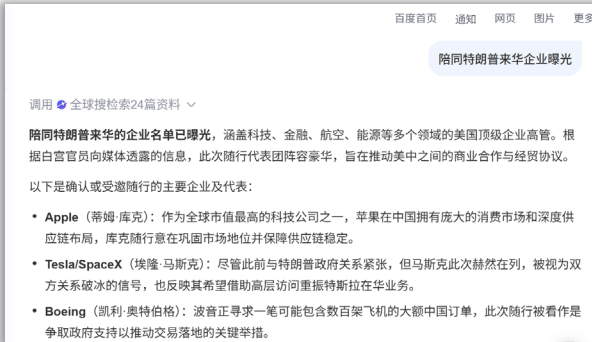 百度首页 通知 网页 图片 更多
陪同特朗普来华企业曝光
调用 全球搜检索24篇资料
陪同特朗普来华的企业名单已曝光，涵盖科技、金融、航空、能源等多个领域的美国顶级企业高管。根
据白宫官员向媒体透露的信息，此次随行代表团阵容豪华，旨在推动美中之间的商业合作与经贸协议。
以下是确认或受邀随行的主要企业及代表：
• Apple（蒂姆·库克）：作为全球市值最高的科技公司之一，苹果在中国拥有庞大的消费市场和深度供
应链布局，库克随行意在巩固市场地位并保障供应链稳定。
• Tesla/SpaceX（埃隆·马斯克）：尽管此前与特朗普政府关系紧张，但马斯克此次赫然在列，被视为双
方关系破冰的信号，也反映其希望借助高层访问重振特斯拉在华业务。
• Boeing（凯利·奥特伯格）：波音正寻求一笔可能包含数百架飞机的大额中国订单，此次随行被看作是
争取政府支持以推动交易落地的关键举措。